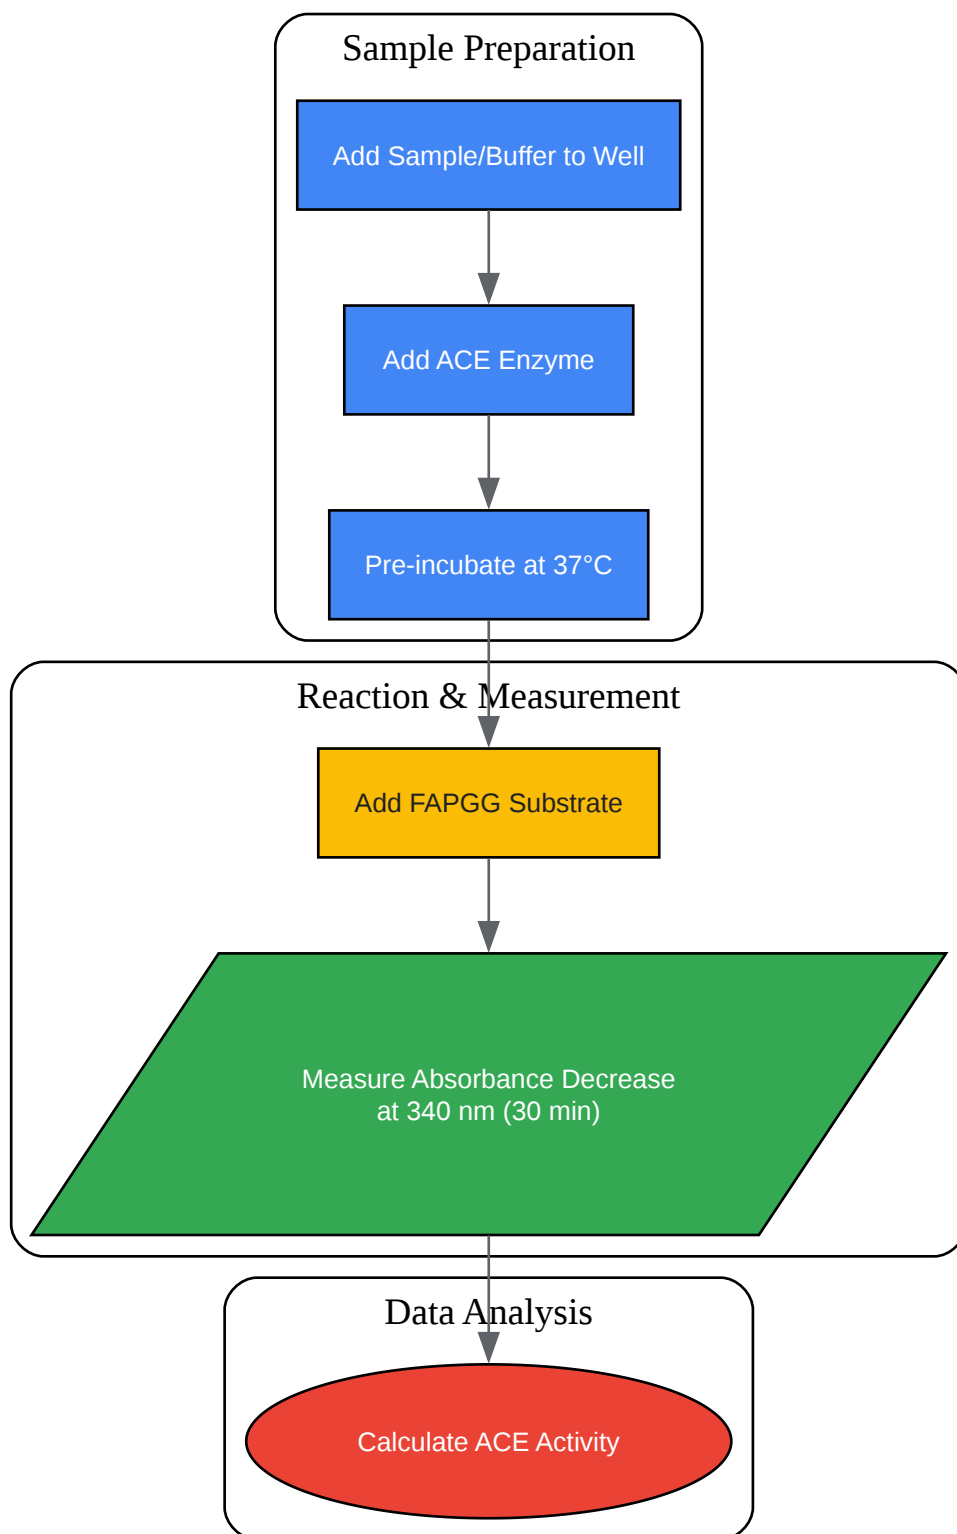 Sample Preparation
Add Sample/Buffer to Well
Add ACE Enzyme
Pre-incubate at 37°C
Reaction & Measurement
Add FAPGG Substrate
Measure Absorbance Decrease
at 340 nm (30 min)
Data Analysis
Calculate ACE Activity